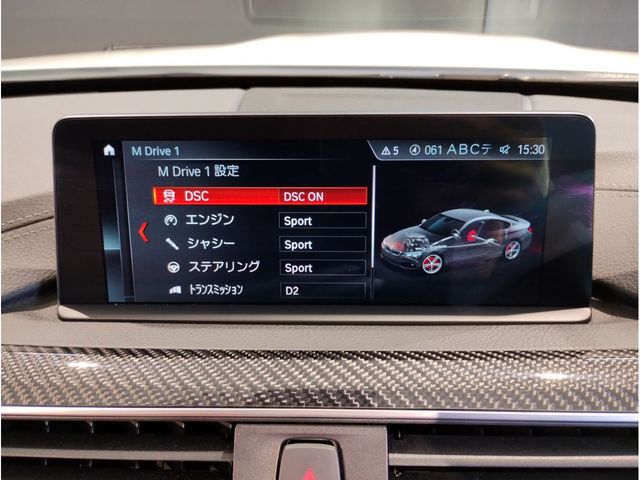 M Drive 1
5 061 ABCテ 15:30
M Drive 1 設定
DSC DSC ON
エンジン Sport
シャシー Sport
ステアリング Sport
トランスミッション D2